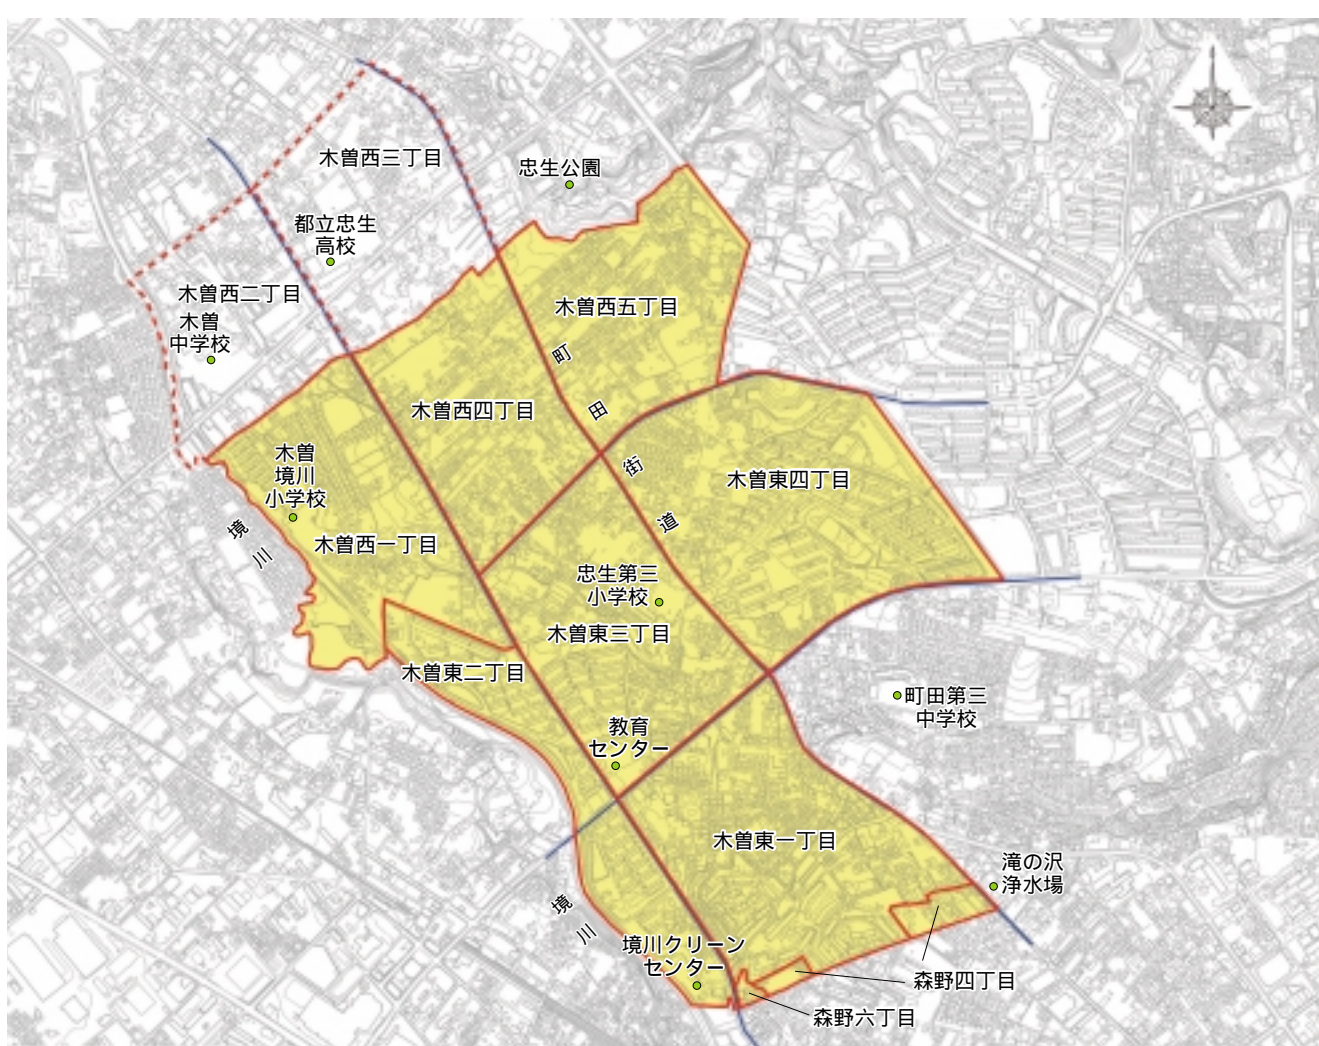 木曽西三丁目
忠生公園
都立忠生
高校
木曽西二丁目
木曽
中学校
木曽西五丁目
町田街道
木曽西四丁目
木曽
境川
小学校
木曽東四丁目
境川
木曽西一丁目
忠生第三
小学校
木曽東三丁目
木曽東二丁目
町田第三
中学校
教育
センター
木曽東一丁目
滝の沢
浄水場
境川
境川クリーン
センター
森野四丁目
森野六丁目